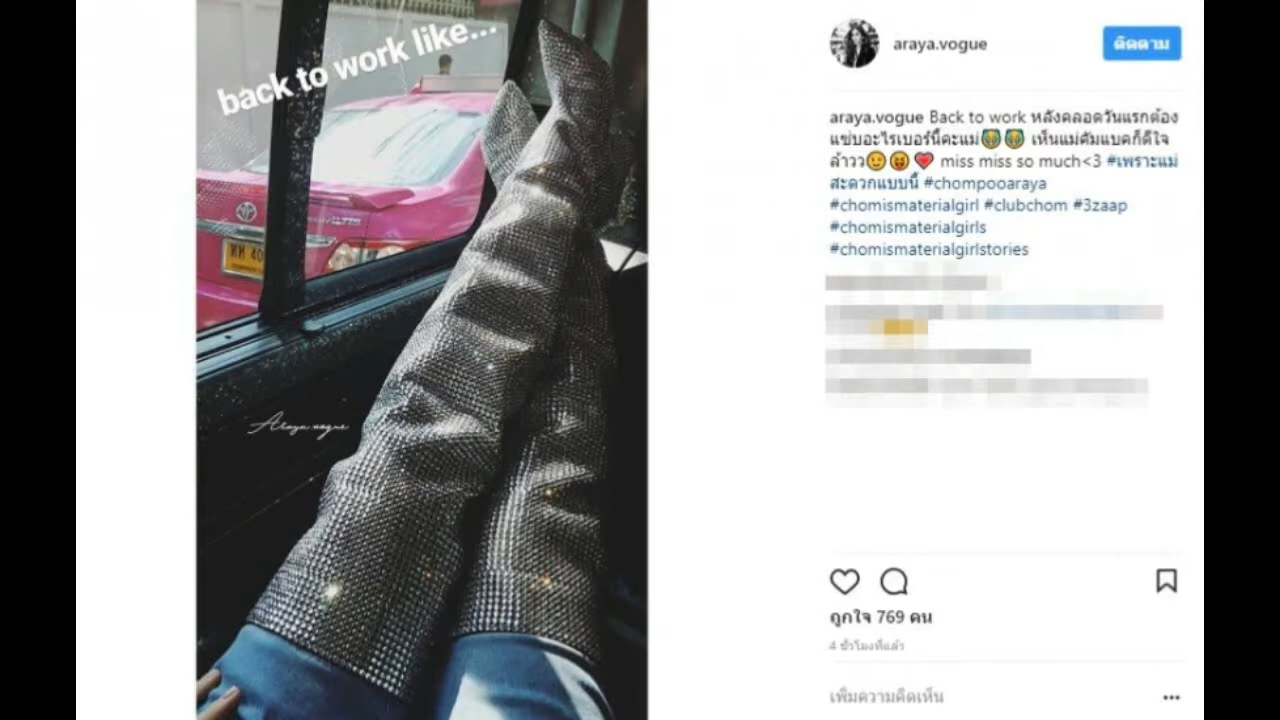 back to work like...
Araya.vogue
araya.vogue
ติดตาม
araya.vogue Back to work หลังคลอดวันแรกต้อง
แซ่บอะไรเบอร์นี้คะแม่ เห็นแม่คัมแบคก็ดีใจ
ล้าวว miss miss so much<3 #เพราะแม่
สะดวกแบบนี้ #chompooaraya
#chomismaterialgirl #clubchom #3zaap
#chomismaterialgirls
#chomismaterialgirlstories
ถูกใจ 769 คน
4 ชั่วโมงที่แล้ว
เพิ่มความคิดเห็น